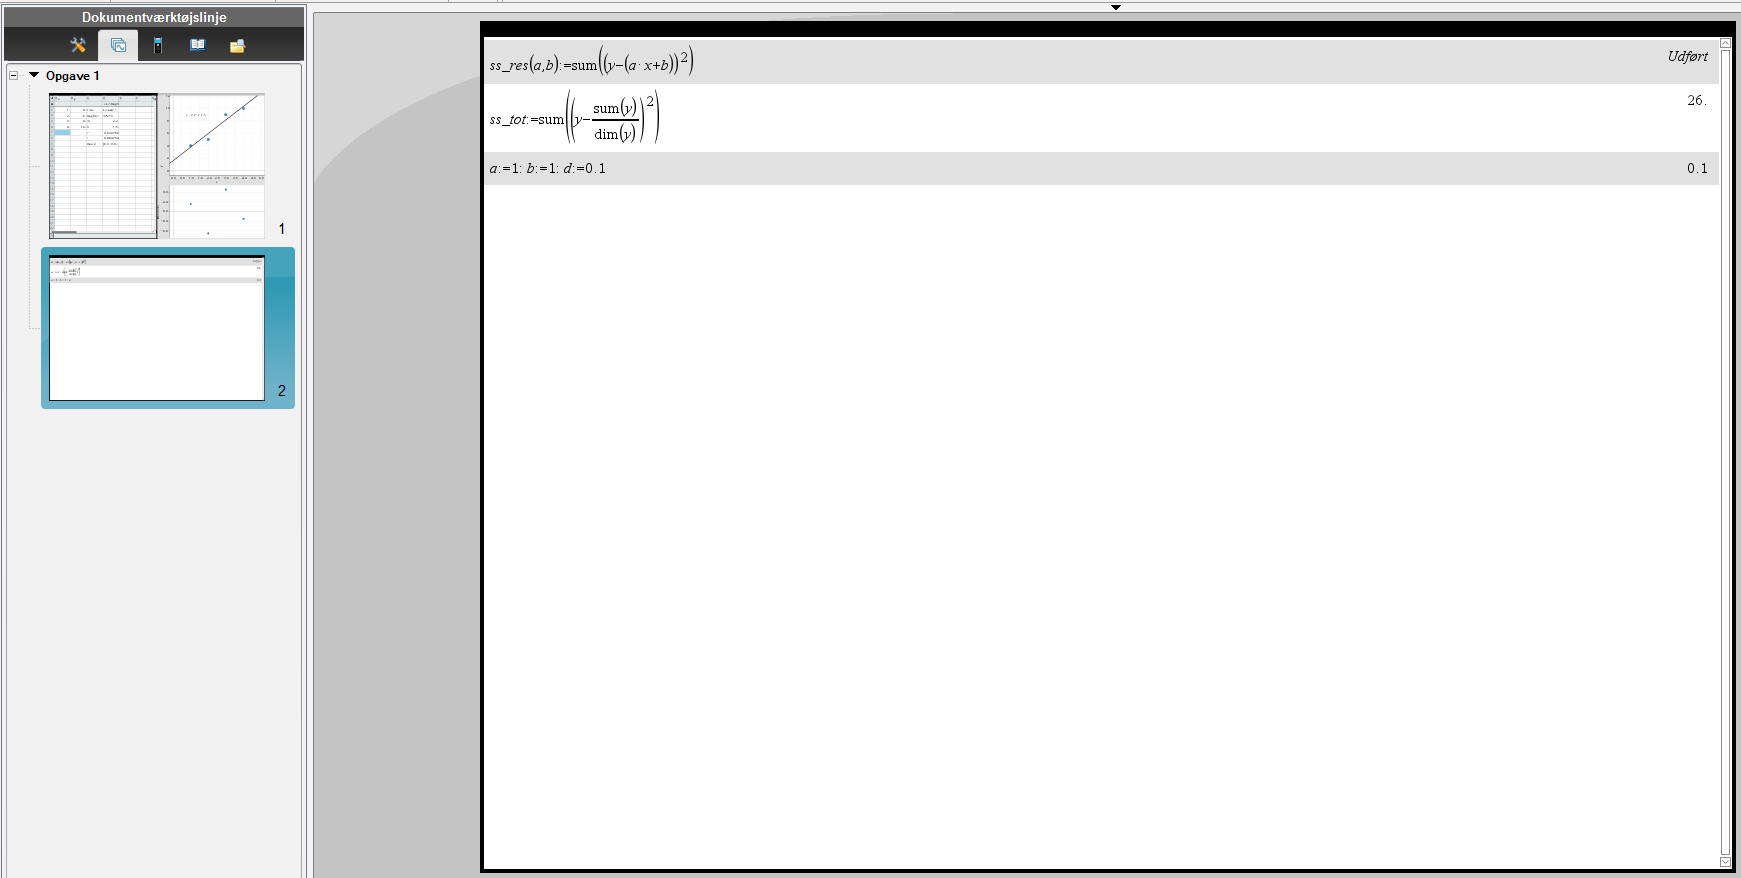 Dokumentværktøjslinje
Opgave 1
1
2
ss_res(a,b):=sum((y-(a·x+b))²)
Udført
ss_tot:=sum((y-sum(y)/dim(y))²)
26.
a:=1: b:=1: d:=0.1
0.1